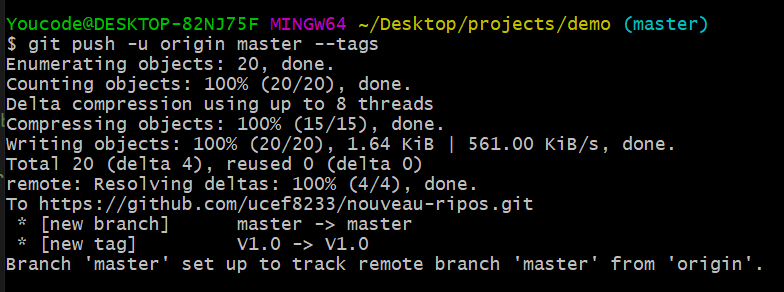 Youcode@DESKTOP-82NJ75F MINGW64 ~/Desktop/projects/demo (master)
$ git push -u origin master --tags
Enumerating objects: 20, done.
Counting objects: 100% (20/20), done.
Delta compression using up to 8 threads
Compressing objects: 100% (15/15), done.
Writing objects: 100% (20/20), 1.64 KiB | 561.00 KiB/s, done.
Total 20 (delta 4), reused 0 (delta 0)
remote: Resolving deltas: 100% (4/4), done.
To https://github.com/ucef8233/nouveau-ripos.git
 * [new branch]      master -> master
 * [new tag]         V1.0 -> V1.0
Branch 'master' set up to track remote branch 'master' from 'origin'.